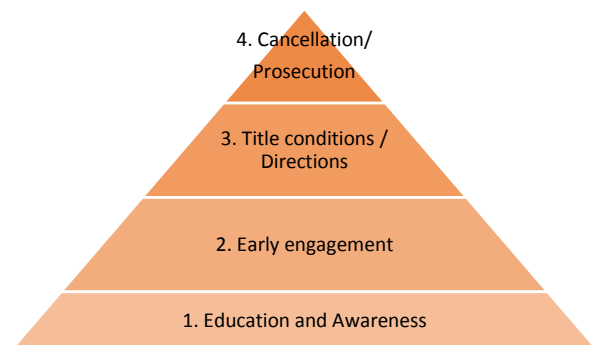 4. Cancellation/
Prosecution
3. Title conditions /
Directions
2. Early engagement
1. Education and Awareness